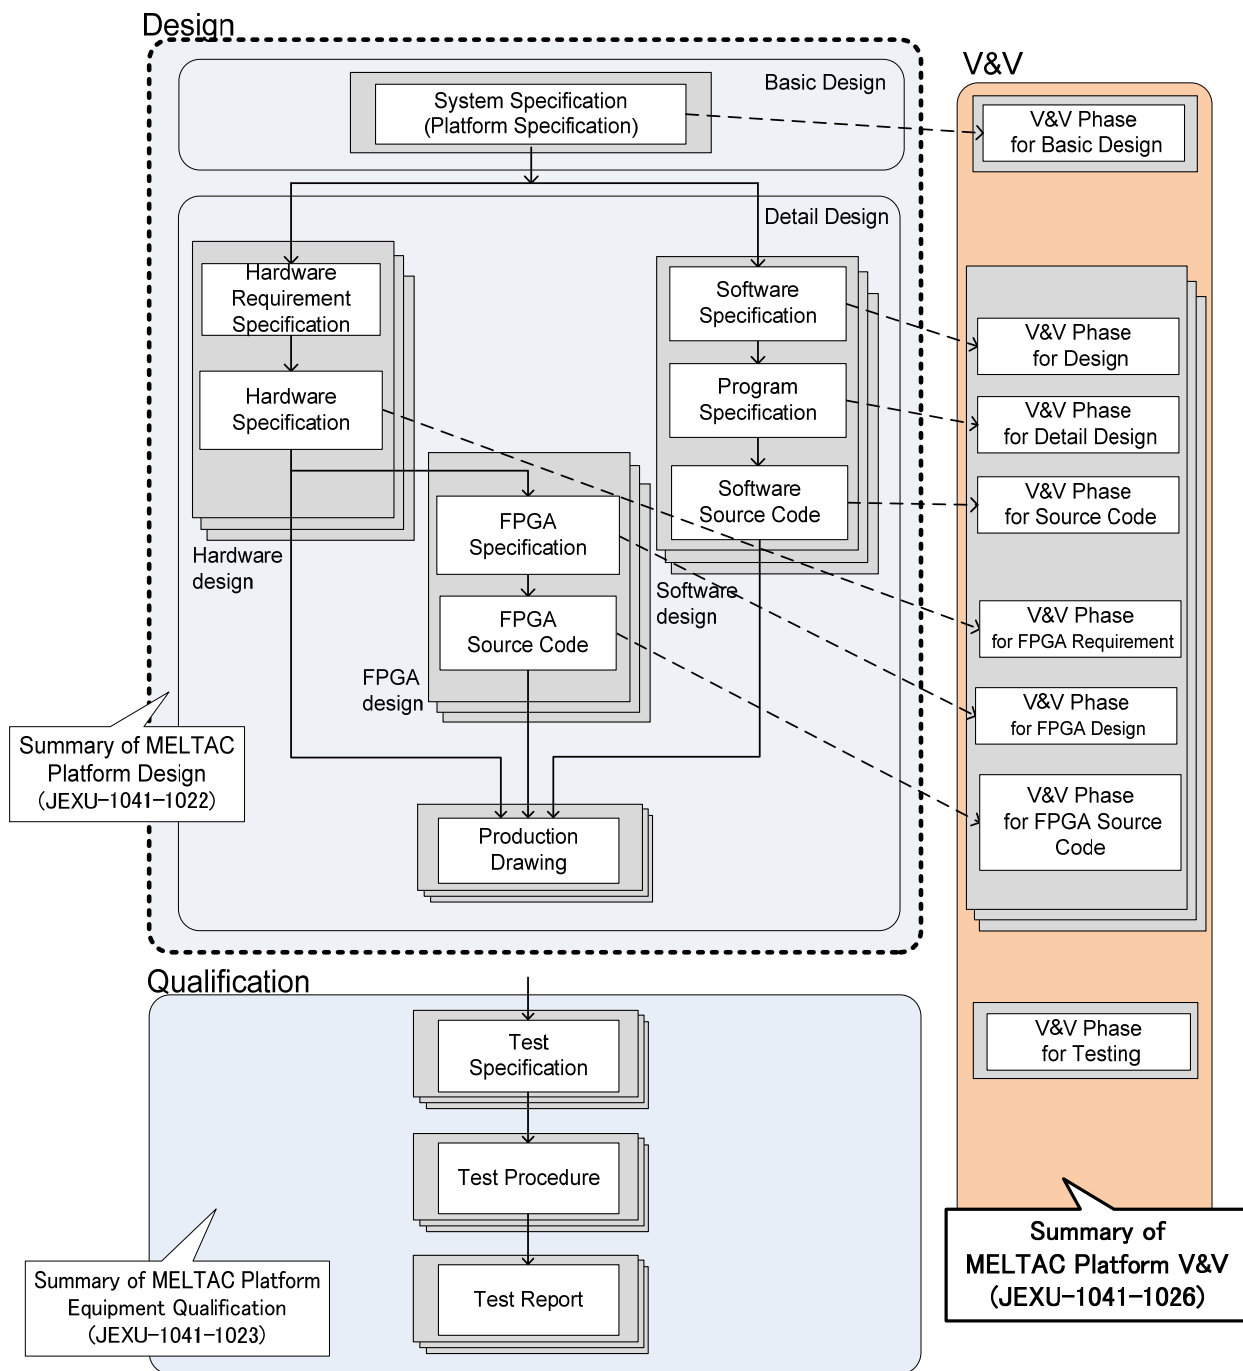 Design
V&V
Basic Design
System Specification
(Platform Specification)
V&V Phase
for Basic Design
Detail Design
Hardware
Requirement
Specification
Hardware
Specification
Software
Specification
Program
Specification
Software
Source Code
V&V Phase
for Design
V&V Phase
for Detail Design
V&V Phase
for Source Code
Hardware
design
FPGA
Specification
FPGA
Source Code
Software
design
FPGA
design
V&V Phase
for FPGA Requirement
V&V Phase
for FPGA Design
V&V Phase
for FPGA Source
Code
Summary of MELTAC
Platform Design
(JEXU-1041-1022)
Production
Drawing
Qualification
Test
Specification
V&V Phase
for Testing
Test Procedure
Test Report
Summary of MELTAC Platform
Equipment Qualification
(JEXU-1041-1023)
Summary of
MELTAC Platform V&V
(JEXU-1041-1026)